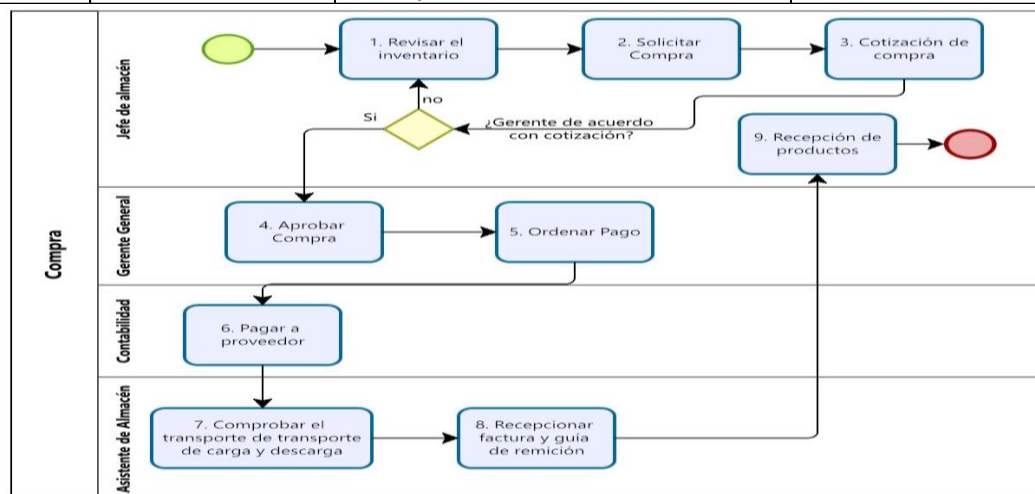 Compra
Jefe de almacén
1. Revisar el
inventario
2. Solicitar
Compra
3. Cotización de
compra
no
Si
¿Gerente de acuerdo
con cotización?
9. Recepción de
productos
Gerente General
4. Aprobar
Compra
5. Ordenar Pago
Contabilidad
6. Pagar a
proveedor
Asistente de Almacén
7. Comprobar el
transporte de transporte
de carga y descarga
8. Recepcionar
factura y guía
de remición